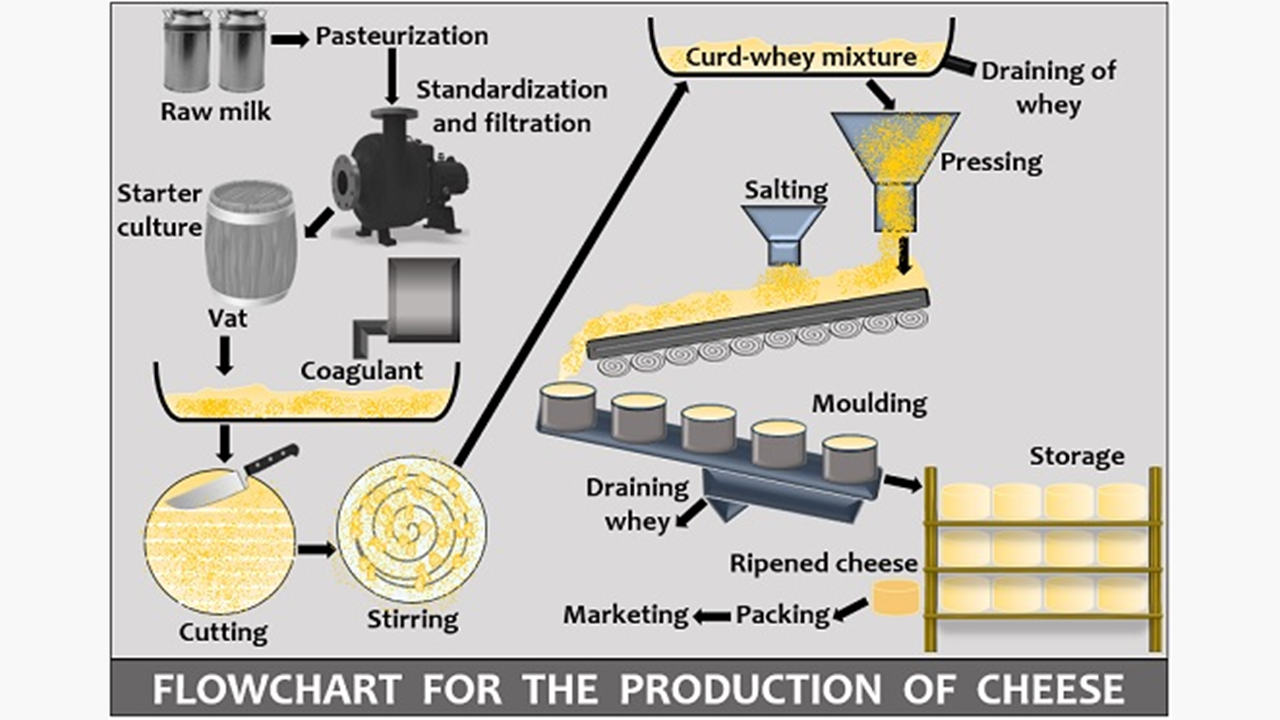 Raw milk
Pasteurization
Standardization
and filtration
Starter
culture
Vat
Coagulant
Cutting
Stirring
Curd-whey mixture
Draining of
whey
Pressing
Salting
Moulding
Draining
whey
Storage
Ripened cheese
Packing
Marketing
FLOWCHART FOR THE PRODUCTION OF CHEESE